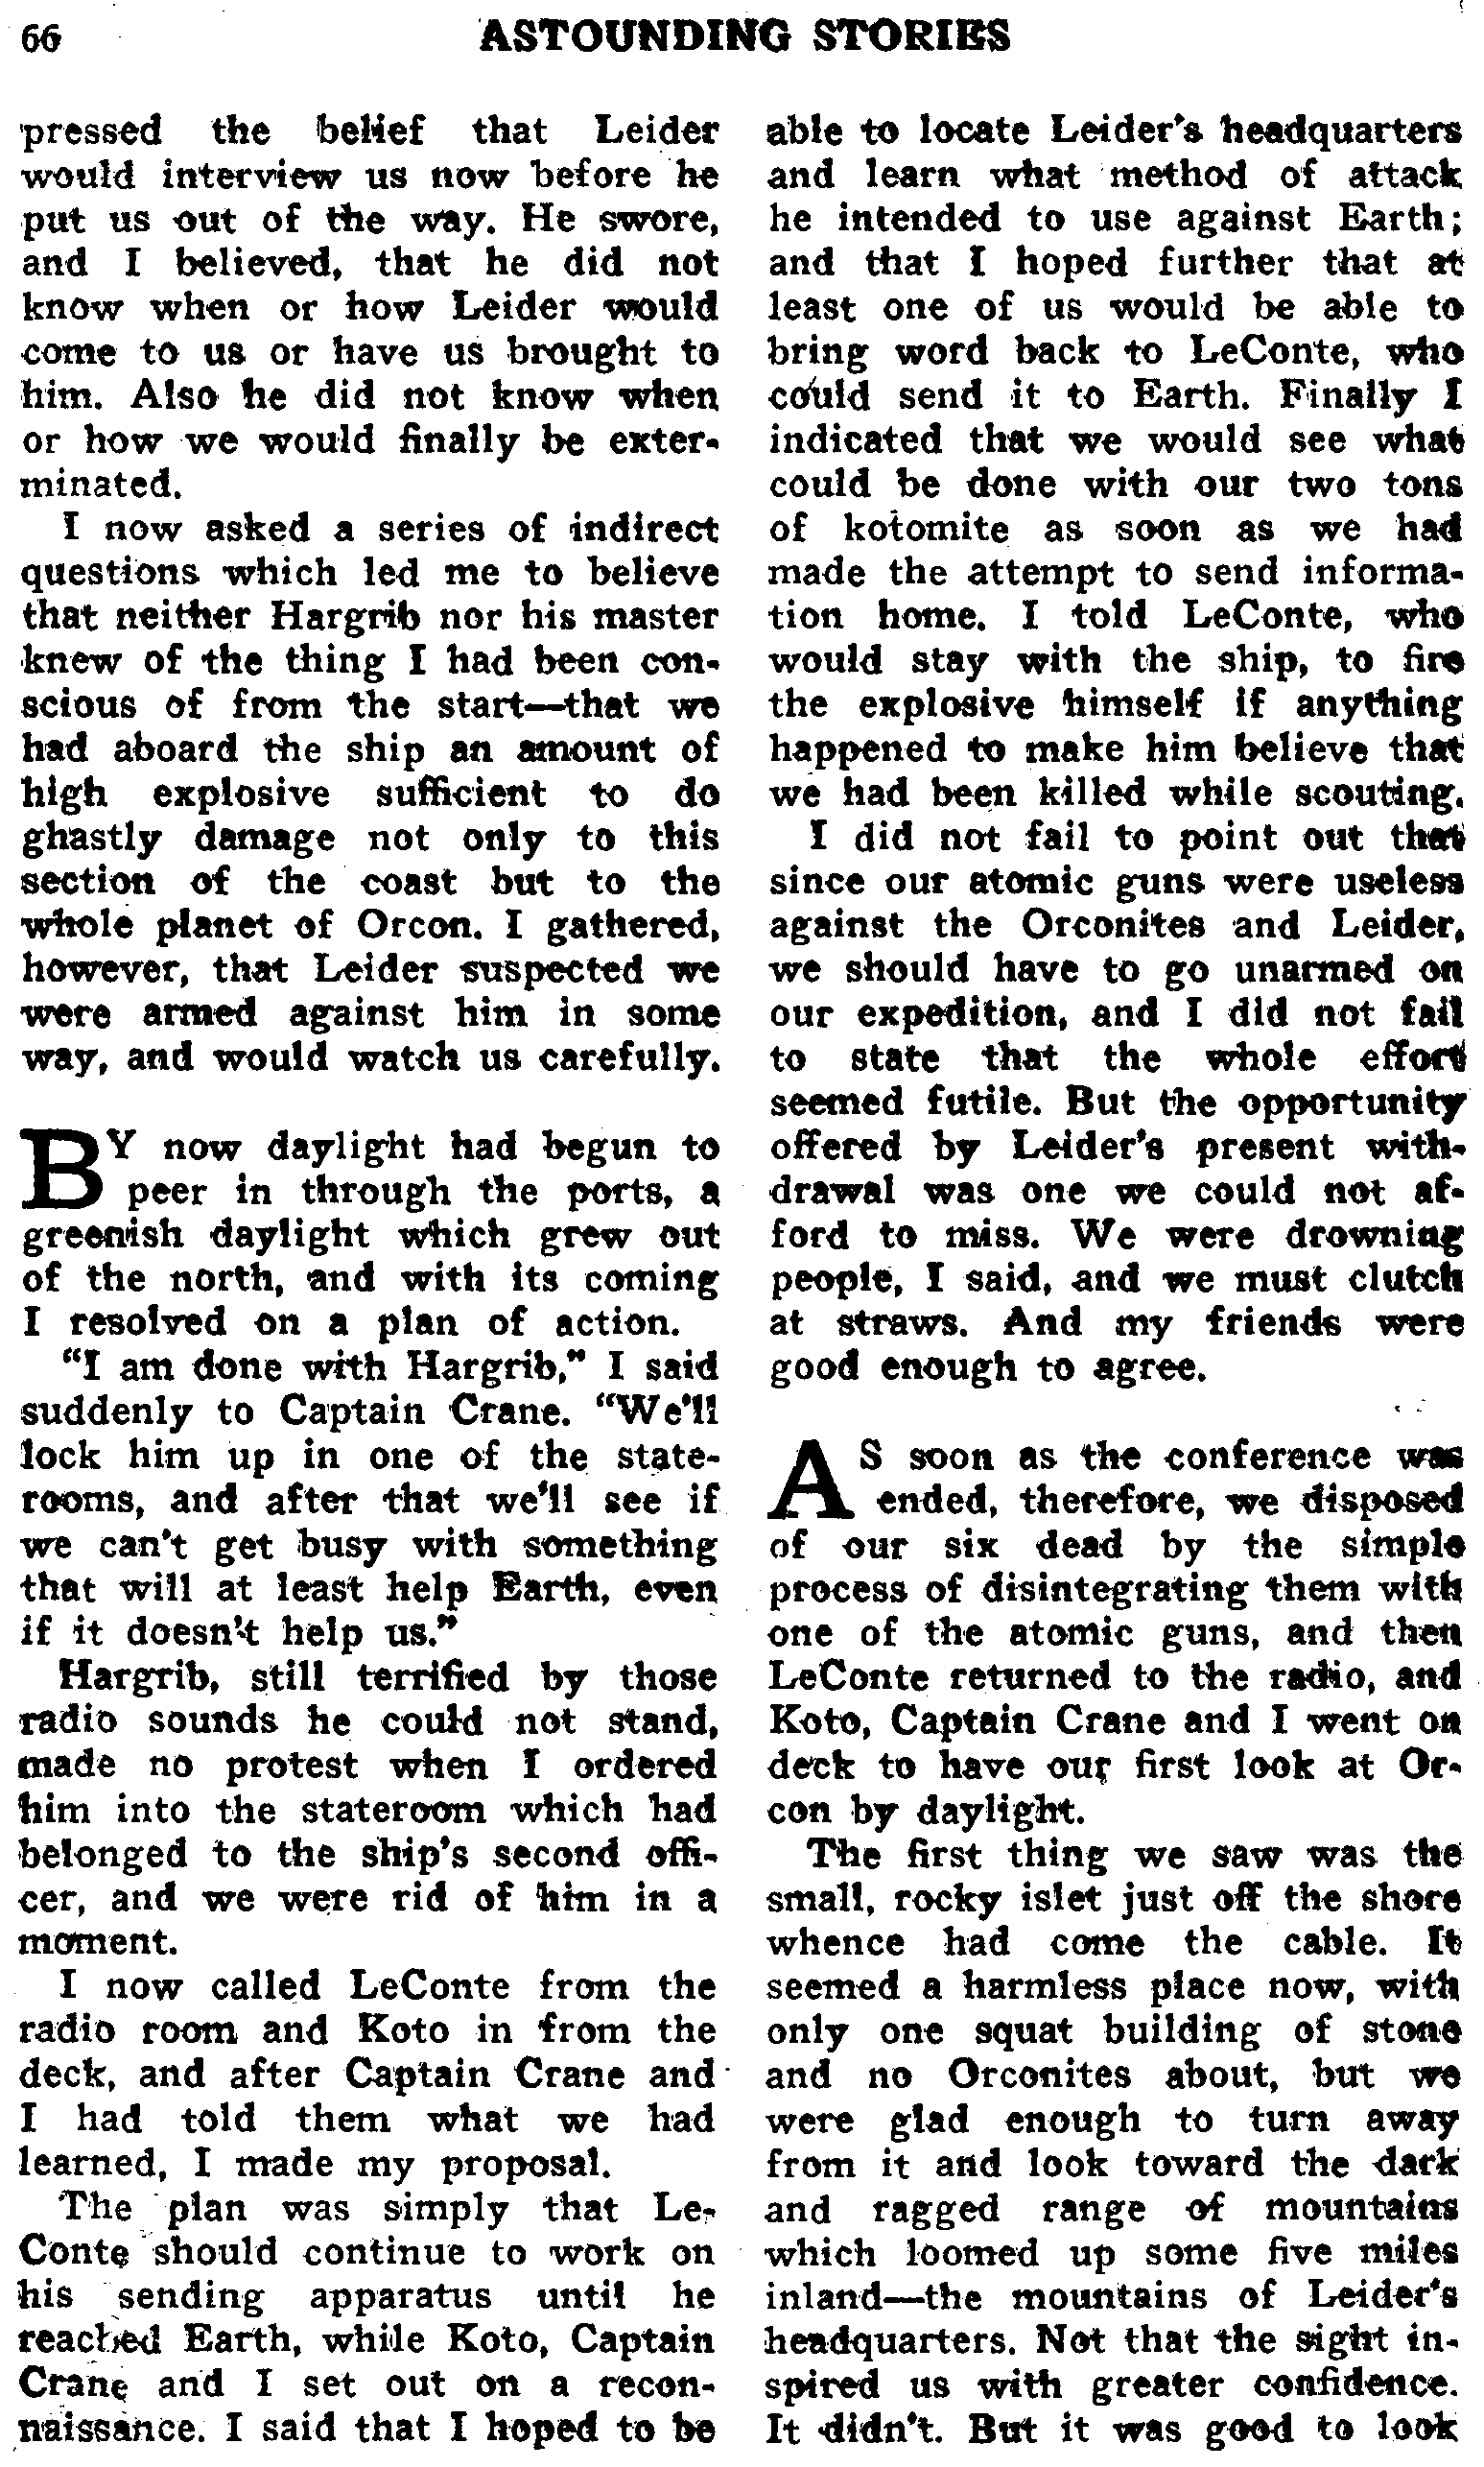 66
ASTOUNDING STORIES
pressed the belief that Leider
would interview us now before he
put us out of the way. He swore,
and I believed, that he did not
know when or how Leider would
come to us or have us brought to
him. Also he did not know when
or how we would finally be exter-
minated.
I now asked a series of indirect
questions which led me to believe
that neither Hargrib nor his master
knew of the thing I had been con-
scious of from the start—that we
had aboard the ship an amount of
high explosive sufficient to do
ghastly damage not only to this
section of the coast but to the
whole planet of Orcon. I gathered,
however, that Leider suspected we
were armed against him in some
way, and would watch us carefully.
BY now daylight had begun to
peer in through the ports, a
greenish daylight which grew out
of the north, and with its coming
I resolved on a plan of action.
"I am done with Hargrib," I said
suddenly to Captain Crane. "We'll
lock him up in one of the state-
rooms, and after that we'll see if
we can't get busy with something
that will at least help Earth, even
if it doesn't help us."
Hargrib, still terrified by those
radio sounds he could not stand,
made no protest when I ordered
him into the stateroom which had
belonged to the ship's second offi-
cer, and we were rid of him in a
moment.
I now called LeConte from the
radio room and Koto in from the
deck, and after Captain Crane and
I had told them what we had
learned, I made my proposal.
The plan was simply that Le-
Conte should continue to work on
his sending apparatus until he
reached Earth, while Koto, Captain
Crane and I set out on a recon-
naissance. I said that I hoped to be
able to locate Leider's headquarters
and learn what method of attack
he intended to use against Earth;
and that I hoped further that at
least one of us would be able to
bring word back to LeConte, who
could send it to Earth. Finally I
indicated that we would see what
could be done with our two tons
of kotomite as soon as we had
made the attempt to send informa-
tion home. I told LeConte, who
would stay with the ship, to fire
the explosive himself if anything
happened to make him believe that
we had been killed while scouting.
I did not fail to point out that
since our atomic guns were useless
against the Orconites and Leider,
we should have to go unarmed on
our expedition, and I did not fail
to state that the whole effort
seemed futile. But the opportunity
offered by Leider's present with-
drawal was one we could not af-
ford to miss. We were drowning
people, I said, and we must clutch
at straws. And my friends were
good enough to agree.
AS soon as the conference was
ended, therefore, we disposed
of our six dead by the simple
process of disintegrating them with
one of the atomic guns, and then
LeConte returned to the radio, and
Koto, Captain Crane and I went on
deck to have our first look at Or-
con by daylight.
The first thing we saw was the
small, rocky islet just off the shore
whence had come the cable. It
seemed a harmless place now, with
only one squat building of stone
and no Orconites about, but we
were glad enough to turn away
from it and look toward the dark
and ragged range of mountains
which loomed up some five miles
inland—the mountains of Leider's
headquarters. Not that the sight in-
spired us with greater confidence.
It didn't. But it was good to look